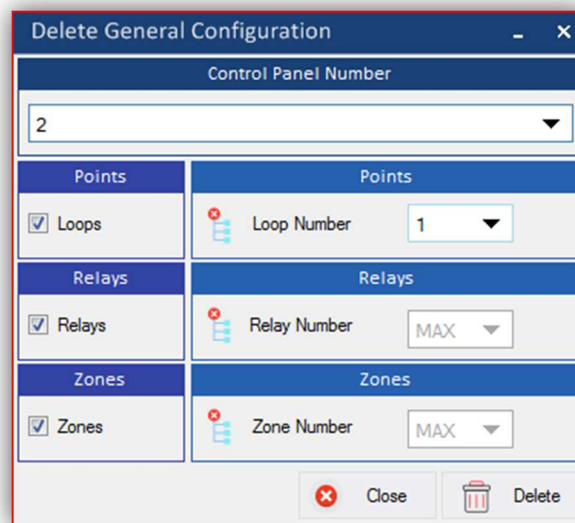 Delete General Configuration
Control Panel Number
2
Points
Points
Loops
Loop Number
1
Relays
Relays
Relays
Relay Number
MAX
Zones
Zones
Zones
Zone Number
MAX
Close
Delete